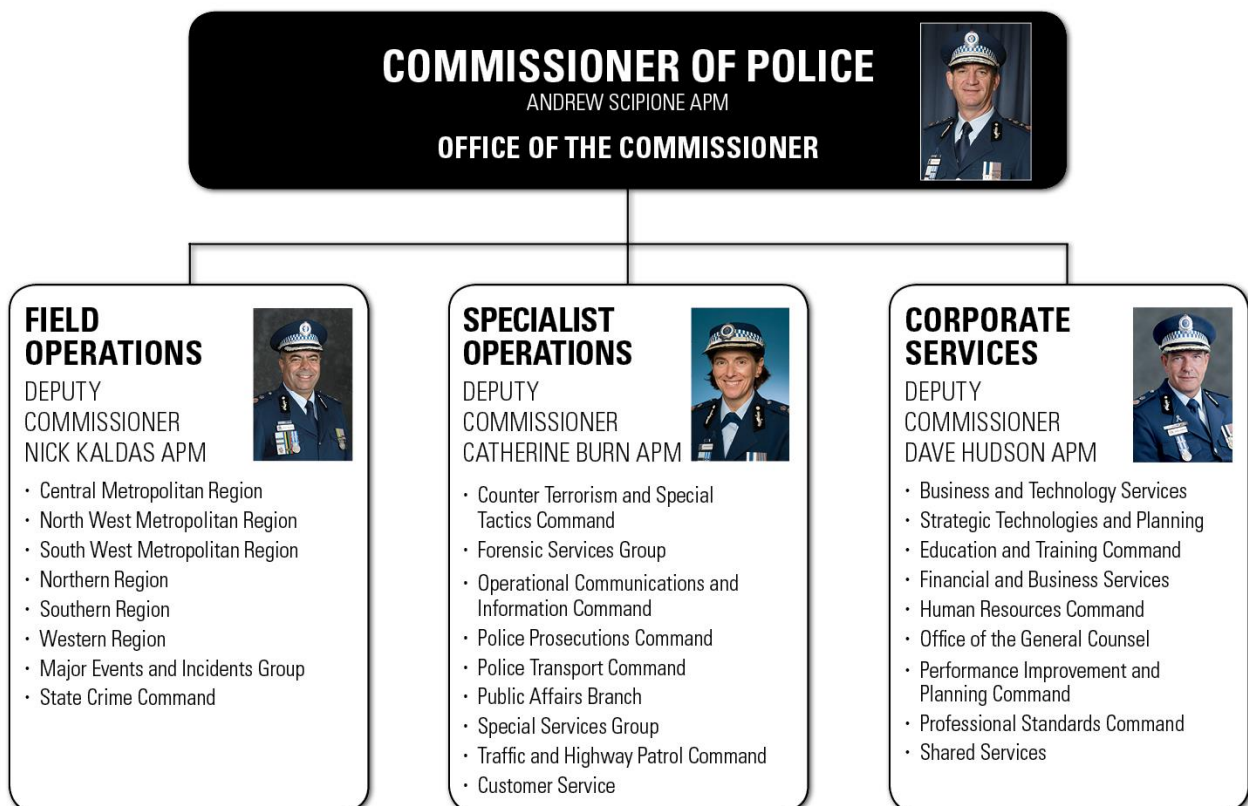 COMMISSIONER OF POLICE
ANDREW SCIPIONE APM
OFFICE OF THE COMMISSIONER
FIELD
OPERATIONS
DEPUTY
COMMISSIONER
NICK KALDAS APM
· Central Metropolitan Region
· North West Metropolitan Region
· South West Metropolitan Region
· Northern Region
· Southern Region
· Western Region
· Major Events and Incidents Group
· State Crime Command
SPECIALIST
OPERATIONS
DEPUTY
COMMISSIONER
CATHERINE BURN APM
· Counter Terrorism and Special
Tactics Command
· Forensic Services Group
· Operational Communications and
Information Command
· Police Prosecutions Command
· Police Transport Command
· Public Affairs Branch
· Special Services Group
· Traffic and Highway Patrol Command
· Customer Service
CORPORATE
SERVICES
DEPUTY
COMMISSIONER
DAVE HUDSON APM
· Business and Technology Services
· Strategic Technologies and Planning
· Education and Training Command
· Financial and Business Services
· Human Resources Command
· Office of the General Counsel
· Performance Improvement and
Planning Command
· Professional Standards Command
· Shared Services